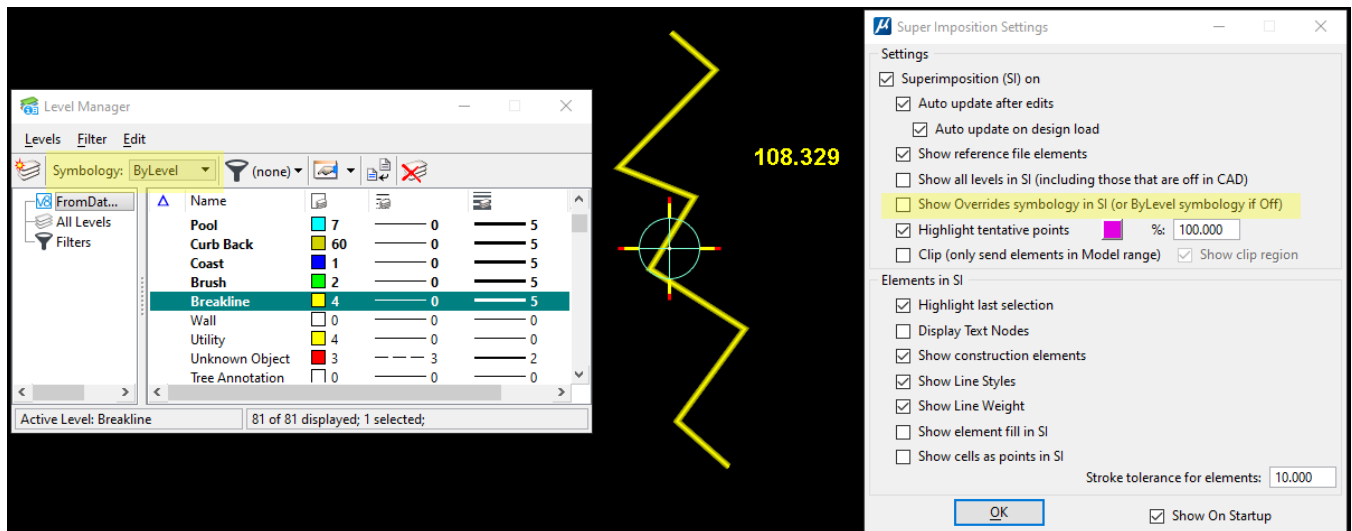 Level Manager
Levels Filter Edit
Symbology: ByLevel (none)
FromDat...
All Levels
Filters
Name
Pool 7 0 5
Curb Back 60 0 5
Coast 1 0 5
Brush 2 0 5
Breakline 4 0 5
Wall 0 0 0
Utility 4 0 0
Unknown Object 3 3 2
Tree Annotation 0 0 0
Active Level: Breakline 81 of 81 displayed; 1 selected;
108.329
Super Imposition Settings
Settings
Superimposition (SI) on
Auto update after edits
Auto update on design load
Show reference file elements
Show all levels in SI (including those that are off in CAD)
Show Overrides symbology in SI (or ByLevel symbology if Off)
Highlight tentative points %: 100.000
Clip (only send elements in Model range) Show clip region
Elements in SI
Highlight last selection
Display Text Nodes
Show construction elements
Show Line Styles
Show Line Weight
Show element fill in SI
Show cells as points in SI
Stroke tolerance for elements: 10.000
OK Show On Startup